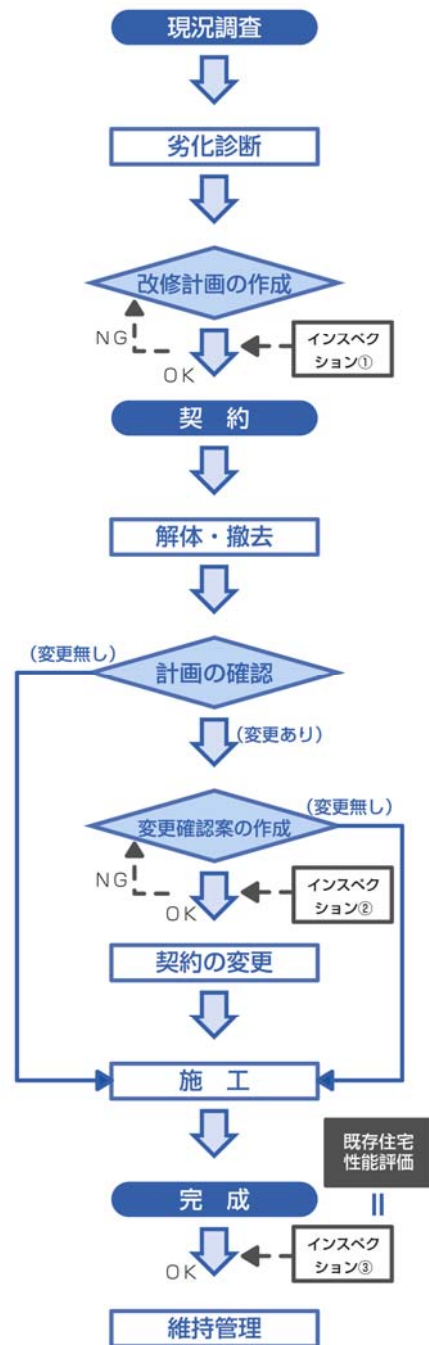 現況調査
劣化診断
改修計画の作成
NG
OK
インスペク
ション①
契　約
解体・撤去
(変更無し)
計画の確認
(変更あり)
変更確認案の作成
(変更無し)
NG
OK
インスペク
ション②
契約の変更
施　工
既存住宅
性能評価
完　成
OK
インスペク
ション③
維持管理